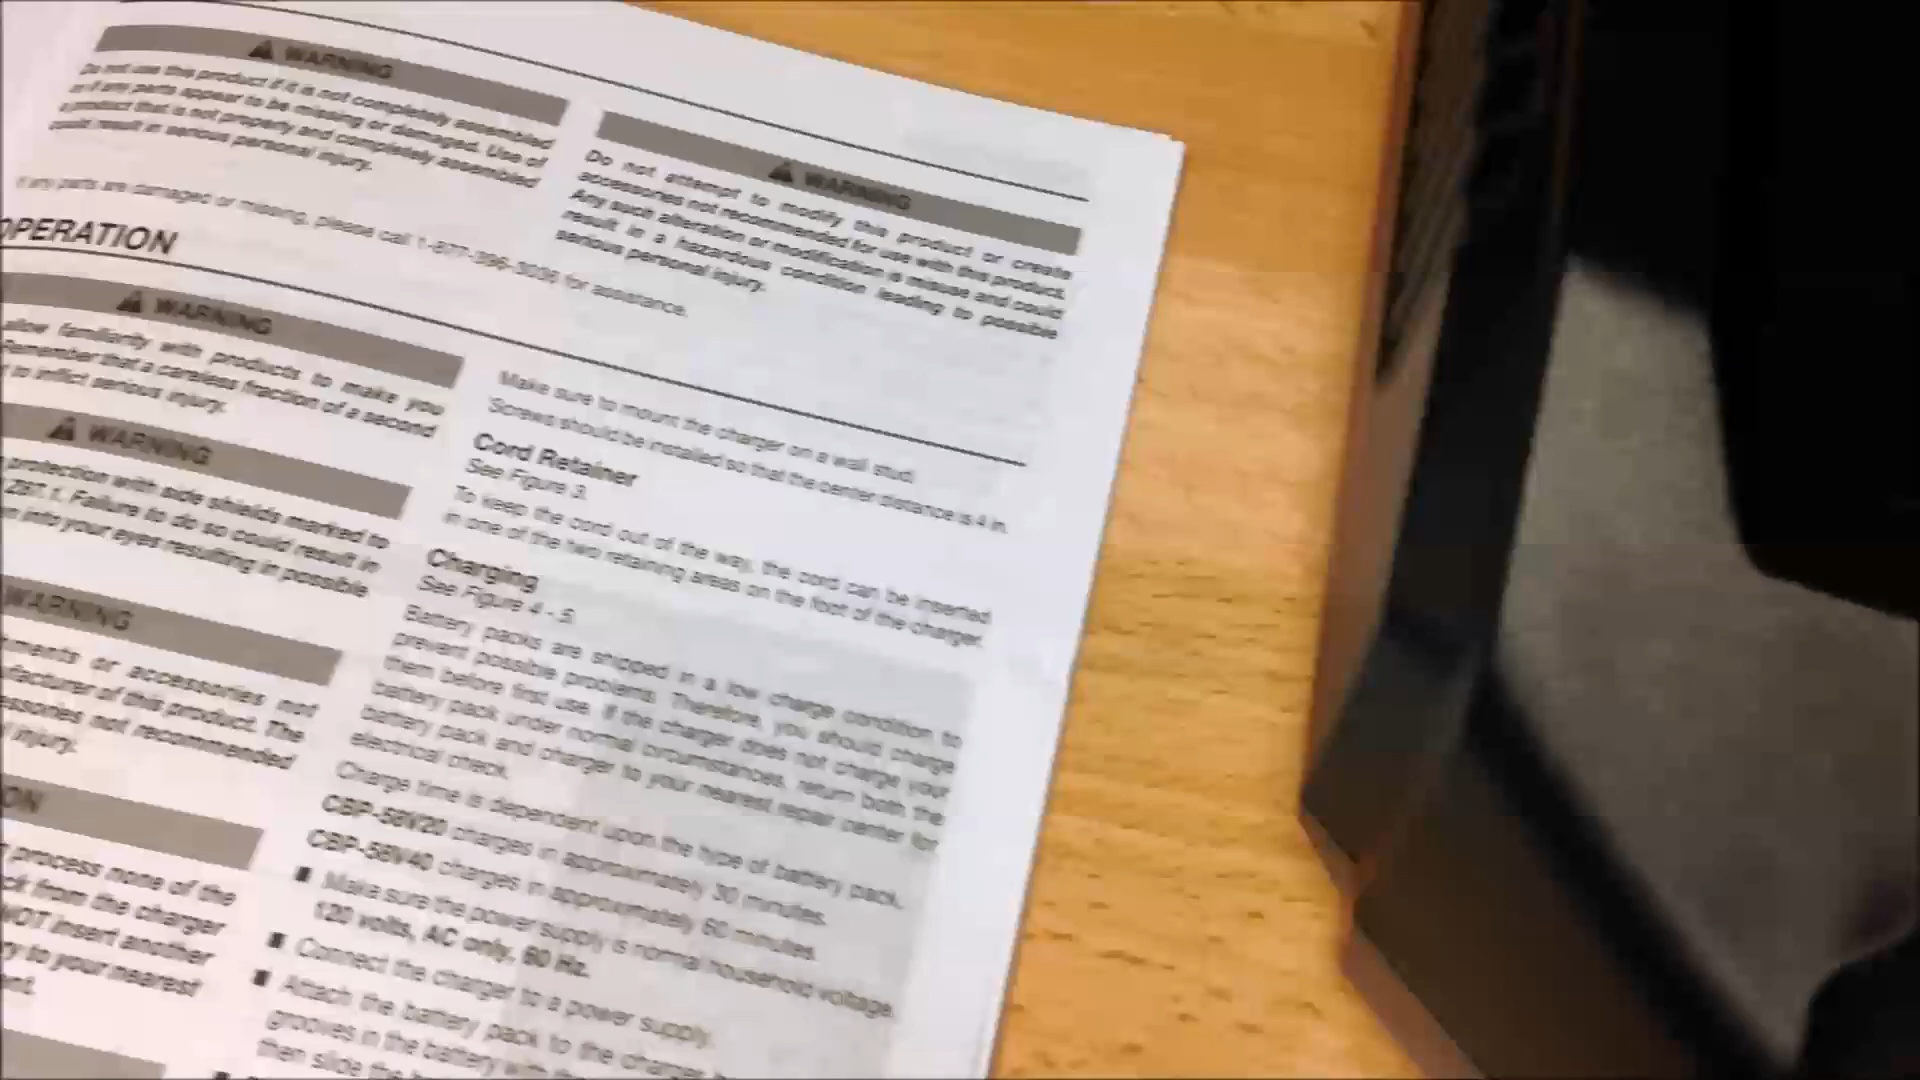 WARNING
Do not use this product if it is not completely assembled
or if any parts appear to be missing or damaged. Use of
a product that is not properly and completely assembled
could result in serious personal injury.
If any parts are damaged or missing, please call 1-877-
for assistance.
WARNING
Do not attempt to modify this product or create
accessories not recommended for use with this product.
Any such alteration or modification is misuse and could
result in a hazardous condition leading to possible
serious personal injury.
OPERATION
WARNING
allow familiarity with products to make you
Remember that a careless fraction of a second
to inflict serious injury.
WARNING
protection with side shields marked to
Z87.1. Failure to do so could result in
into your eyes resulting in possible
WARNING
ments or accessories not
facturer of this product. The
essories not recommended
injury.
ON
process none of the
ck from the charger
NOT insert another
y to your nearest
Make sure to mount the charger on a wall stud.
Screws should be installed so that the center distance is 4 in.
Cord Retainer
See Figure 3.
To keep the cord out of the way, the cord can be inserted
in one of the two retaining areas on the foot of the charger.
Charging
See Figure 4 - 5.
Battery packs are shipped in a low charge condition to
prevent possible problems. Therefore, you should charge
them before first use. If the charger does not charge your
battery pack under normal circumstances, return both the
battery pack and charger to your nearest repair center for
electrical check.
Charge time is dependent upon the type of battery pack.
CBP-58V20 charges in approximately 30 minutes.
CBP-58V40 charges in approximately 60 minutes.
■ Make sure the power supply is normal household voltage.
120 volts, AC only, 60 Hz.
■ Connect the charger to a power supply.
■ Attach the battery pack to the charger
grooves in the battery with
then slide the